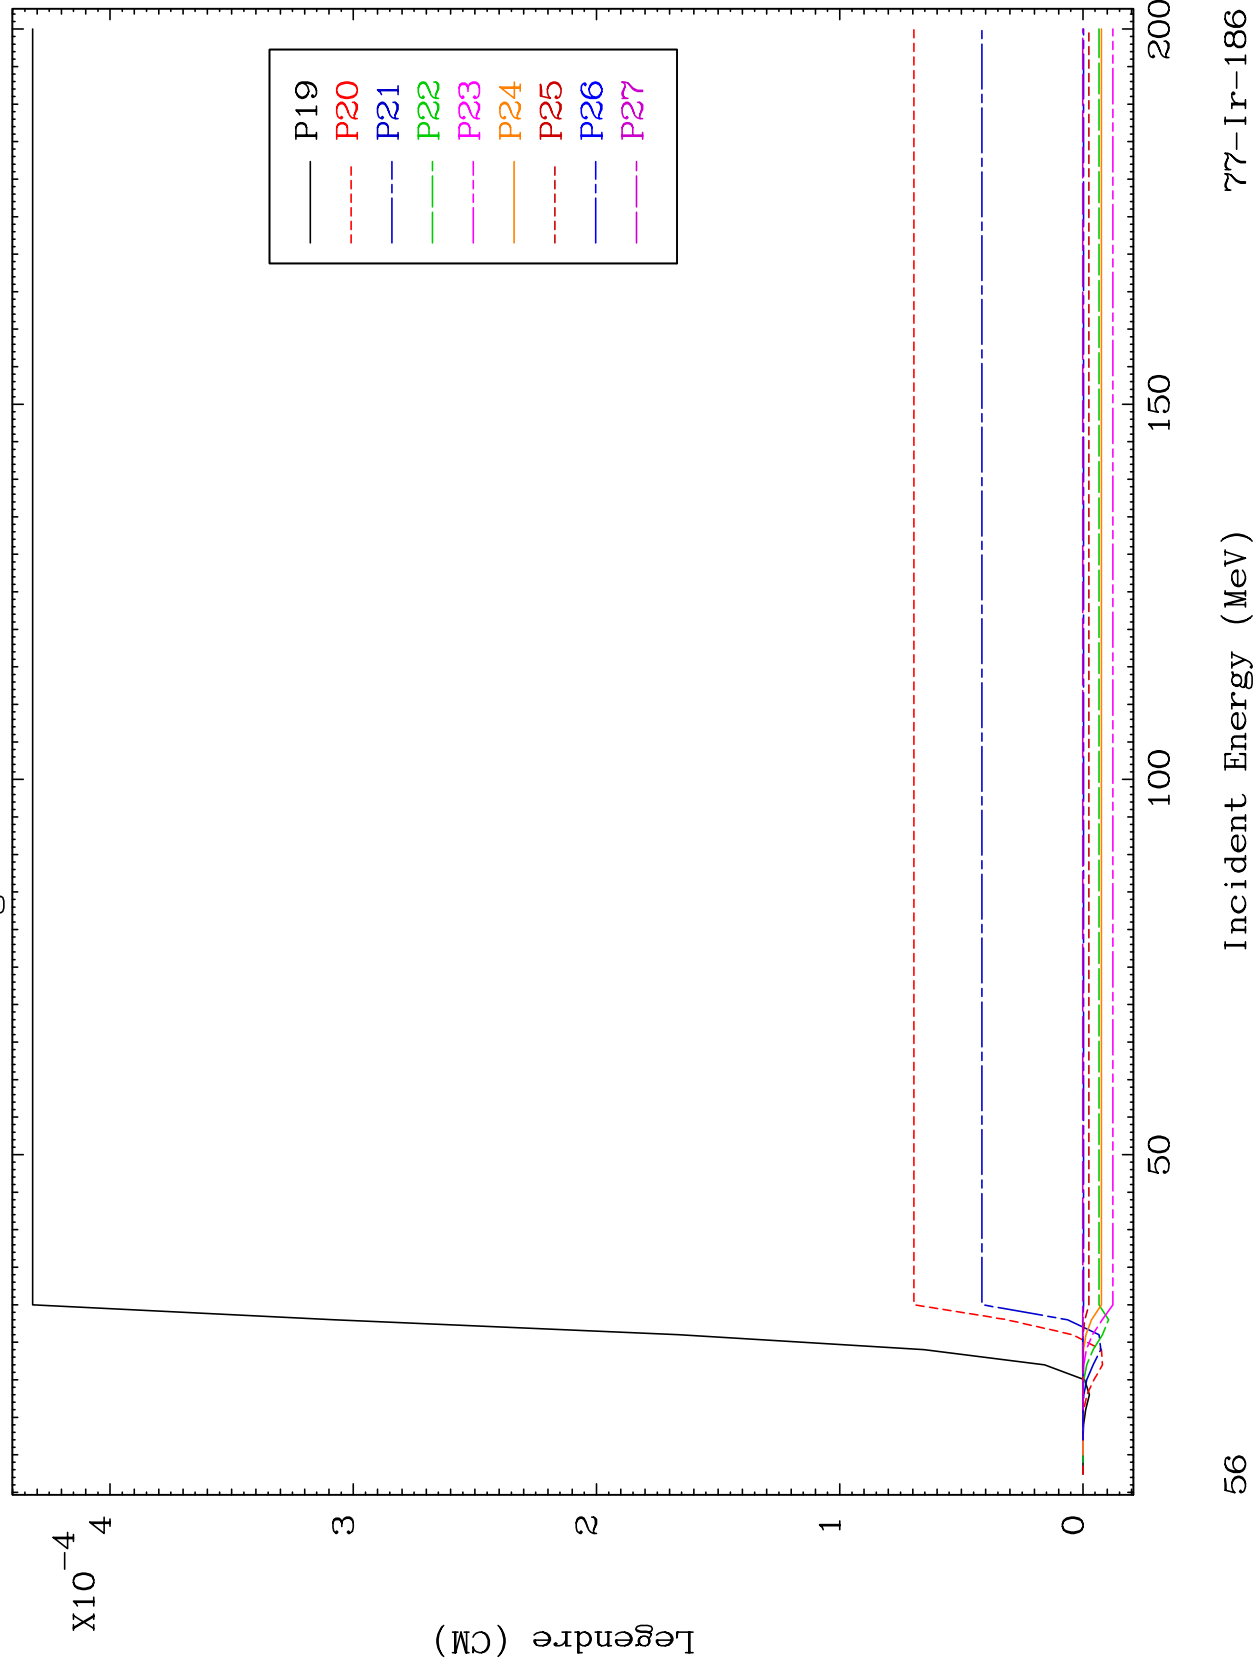 X10-4
4
3
2
1
0
Legendre (CM)
P19
P20
P21
P22
P23
P24
P25
P26
P27
50
100
150
200
Incident Energy (MeV)
56
77-Ir-186